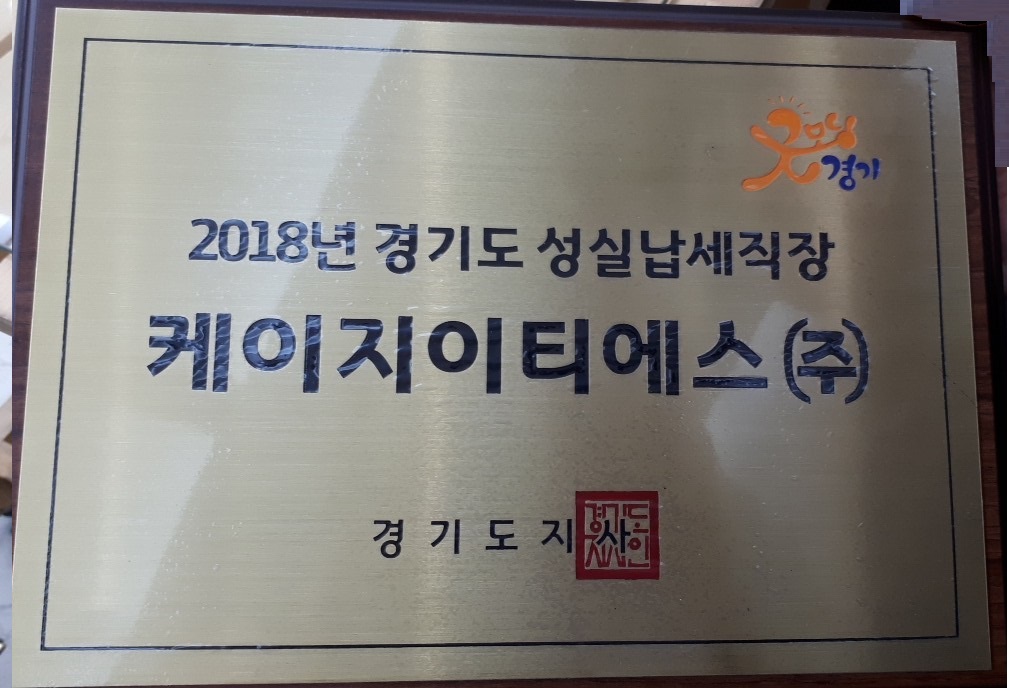 굿모닝
경기
2018년 경기도 성실납세직장
케이지이티에스(주)
경기도지사
경기도
지사인